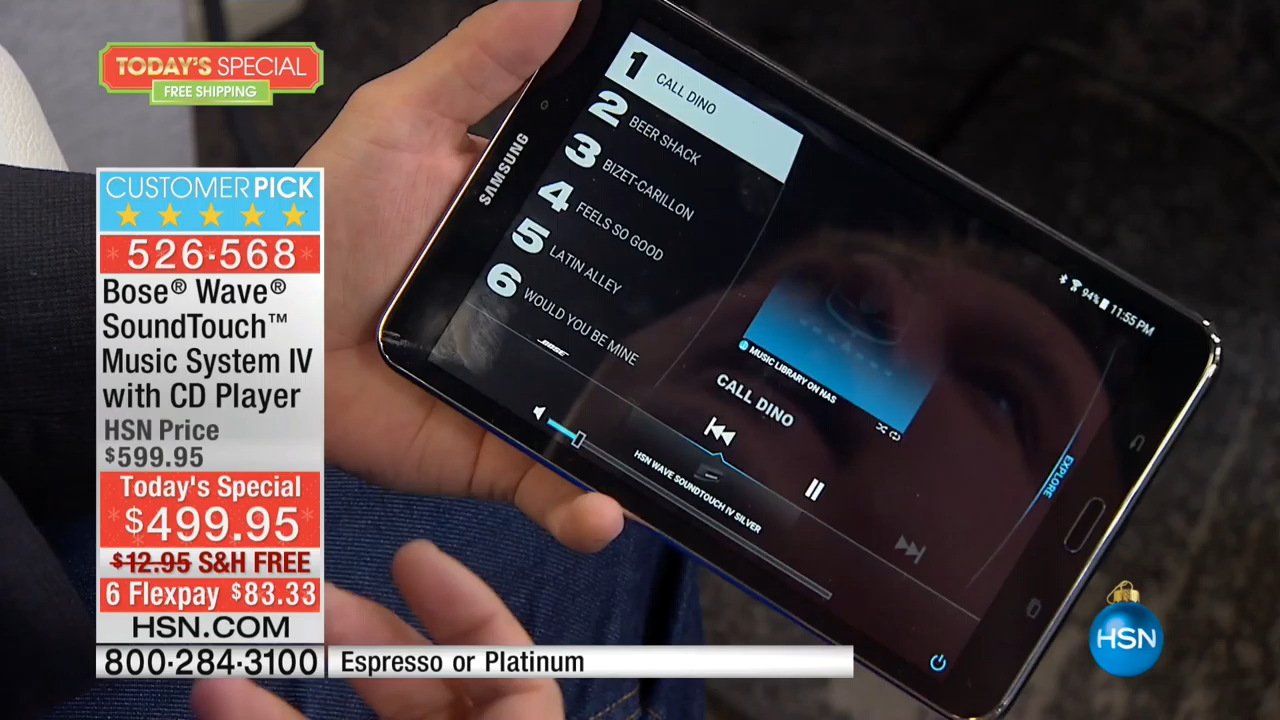 TODAY'S SPECIAL
FREE SHIPPING
CUSTOMER PICK
526-568
Bose® Wave®
SoundTouch™
Music System IV
with CD Player
HSN Price
$599.95
Today's Special
$499.95
$12.95 S&H FREE
6 Flexpay $83.33
HSN.COM
800-284-3100
Espresso or Platinum
SAMSUNG
1 CALL DINO
2 BEER SHACK
3 BIZET-CARILLON
4 FEELS SO GOOD
5 LATIN ALLEY
6 WOULD YOU BE MINE
BOSE
94% 11:55 PM
MUSIC LIBRARY ON NAS
CALL DINO
HSN WAVE SOUNDTOUCH IV SILVER
EXPLORE
HSN